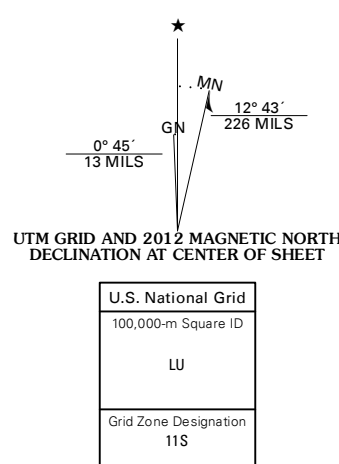 ★
MN
GN
12° 43´
226 MILS
0° 45´
13 MILS
UTM GRID AND 2012 MAGNETIC NORTH
DECLINATION AT CENTER OF SHEET
U.S. National Grid
100,000-m Square ID
LU
Grid Zone Designation
11S